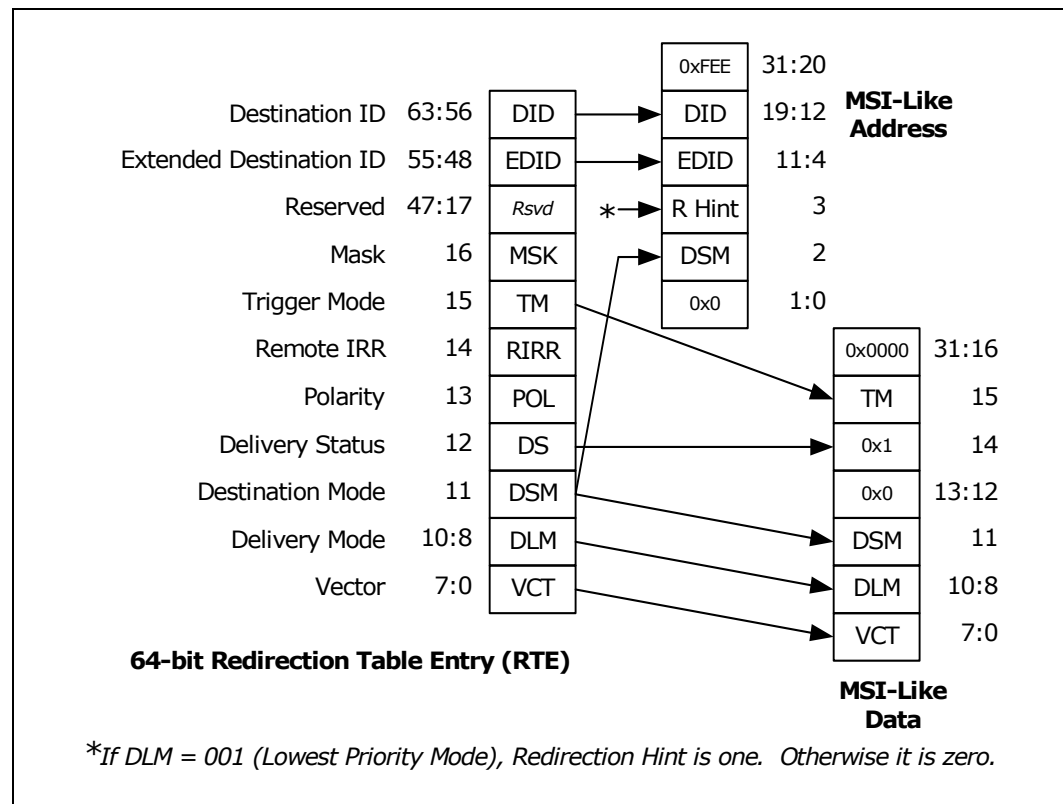 0xFEE 31:20
MSI-Like
Address
Destination ID 63:56 DID DID 19:12
Extended Destination ID 55:48 EDID EDID 11:4
Reserved 47:17 Rsvd * R Hint 3
Mask 16 MSK DSM 2
Trigger Mode 15 TM 0x0 1:0
Remote IRR 14 RIRR 0x0000 31:16
Polarity 13 POL TM 15
Delivery Status 12 DS 0x1 14
Destination Mode 11 DSM 0x0 13:12
Delivery Mode 10:8 DLM DSM 11
Vector 7:0 VCT DLM 10:8
VCT 7:0
64-bit Redirection Table Entry (RTE)
MSI-Like
Data
*If DLM = 001 (Lowest Priority Mode), Redirection Hint is one. Otherwise it is zero.